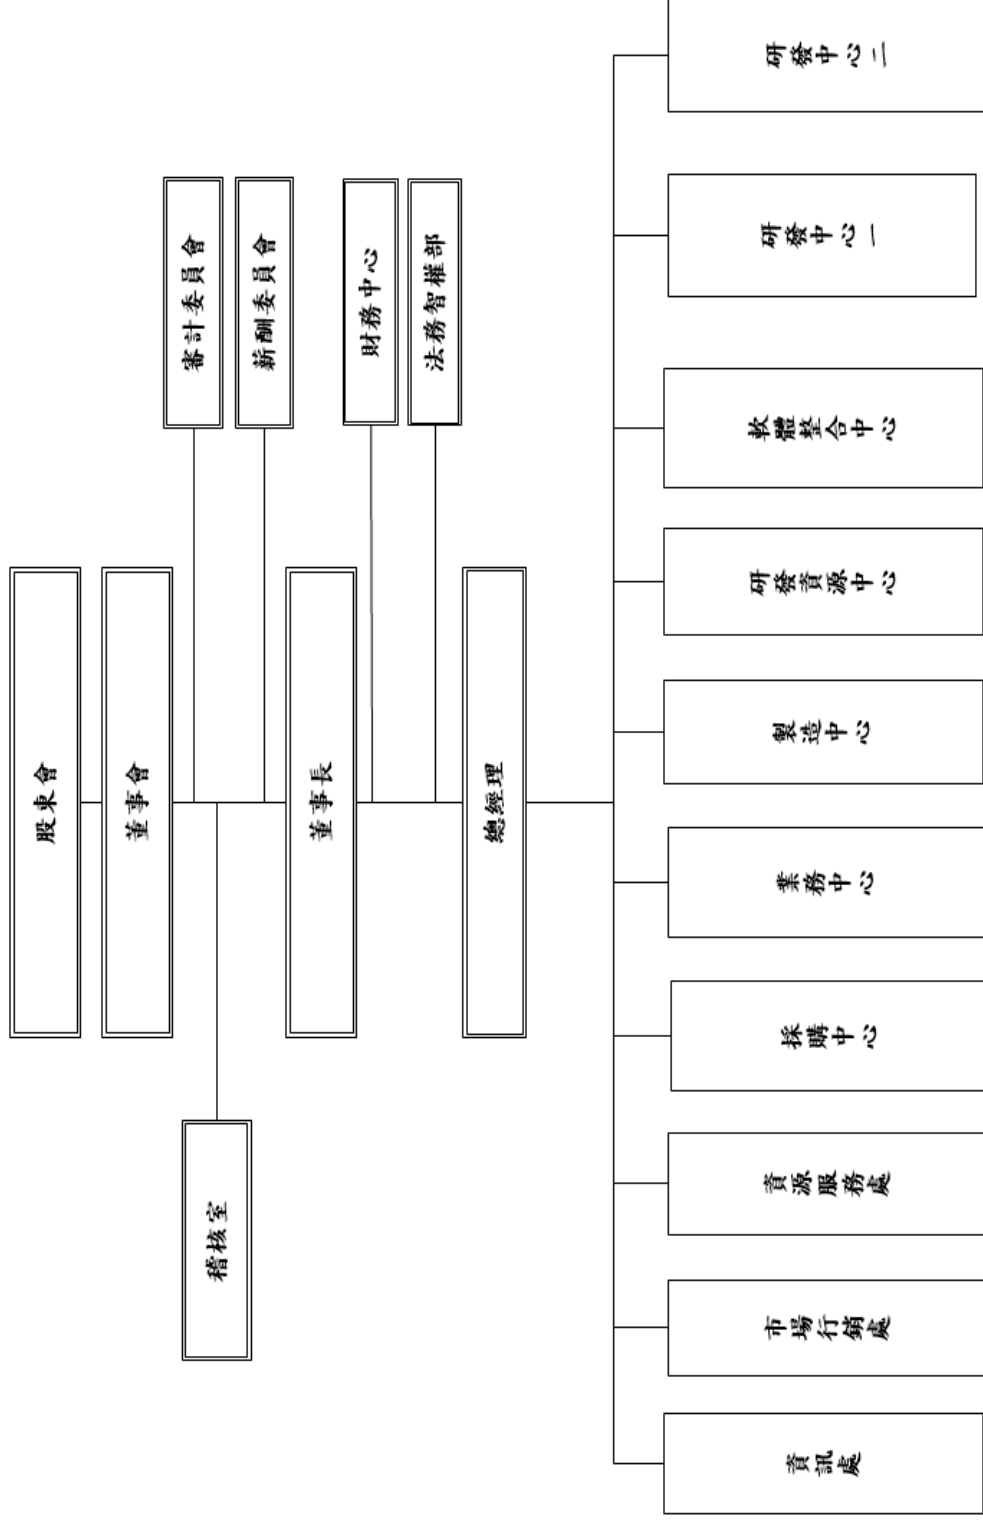 股東會
董事會
審計委員會
薪酬委員會
稽核室
董事長
財務中心
法務智權部
總經理
資訊處
市場行銷處
資源服務處
採購中心
業務中心
製造中心
研發資源中心
軟體整合中心
研發中心一
研發中心二